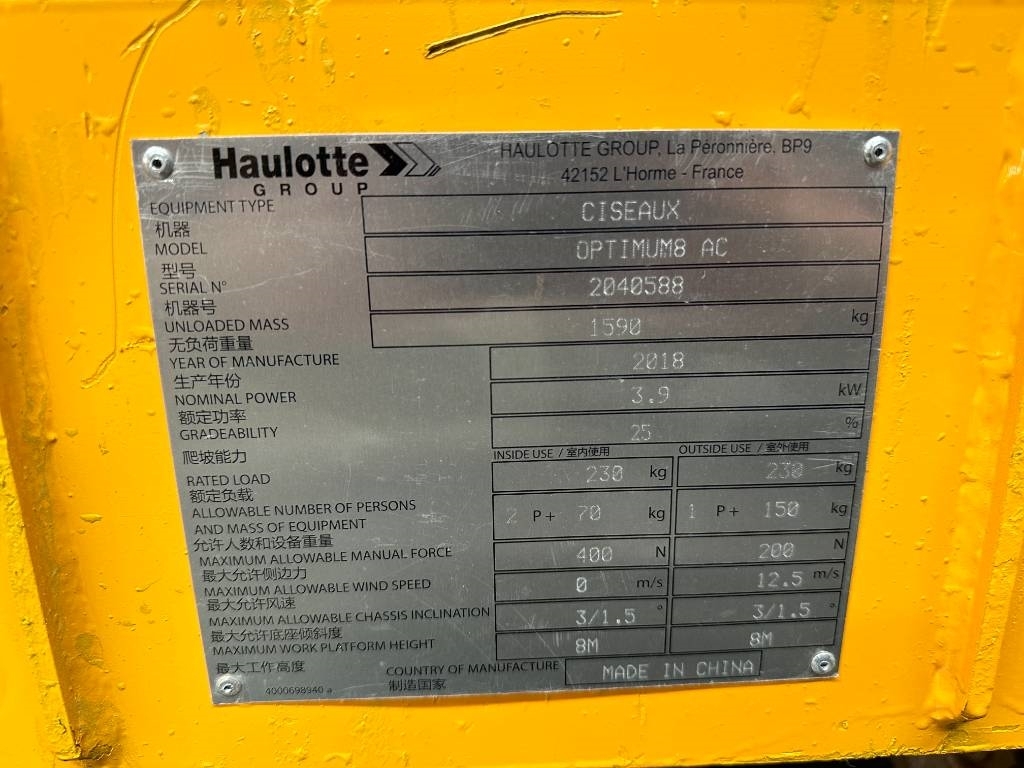 Haulotte
GROUP
HAULOTTE GROUP, La Péronnière, BP9
42152 L'Horme - France
EQUIPMENT TYPE CISEAUX
机器
MODEL OPTIMUM8 AC
型号
SERIAL N° 2040588
机器号
UNLOADED MASS 1590 kg
无负荷重量
YEAR OF MANUFACTURE 2018
生产年份
NOMINAL POWER 3.9 kW
额定功率
GRADEABILITY 25 %
爬坡能力
INSIDE USE / 室内使用 OUTSIDE USE / 室外使用
RATED LOAD 230 kg 230 kg
额定负载
ALLOWABLE NUMBER OF PERSONS
AND MASS OF EQUIPMENT 2 P+ 70 kg 1 P+ 150 kg
允许人数和设备重量
MAXIMUM ALLOWABLE MANUAL FORCE 400 N 200 N
最大允许侧边力
MAXIMUM ALLOWABLE WIND SPEED 0 m/s 12.5 m/s
最大允许风速
MAXIMUM ALLOWABLE CHASSIS INCLINATION 3/1.5 ° 3/1.5 °
最大允许底座倾斜度
MAXIMUM WORK PLATFORM HEIGHT 8M 8M
最大工作高度
COUNTRY OF MANUFACTURE MADE IN CHINA
制造国家
4000698940 a